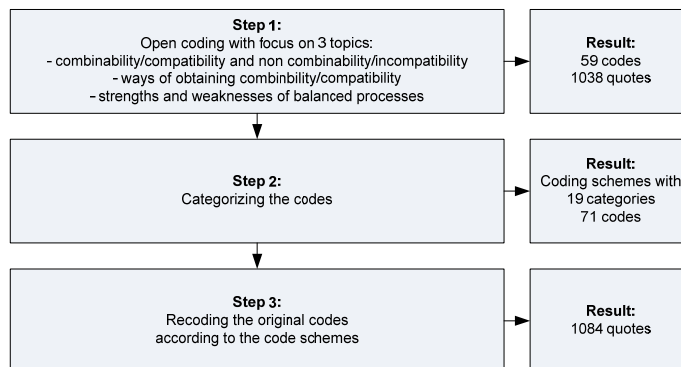 Step 1:
Open coding with focus on 3 topics:
- combinability/compatibility and non combinability/incompatibility
- ways of obtaining combinbility/compatibility
- strengths and weaknesses of balanced processes
Result:
59 codes
1038 quotes
Step 2:
Categorizing the codes
Result:
Coding schemes with
19 categories
71 codes
Step 3:
Recoding the original codes
according to the code schemes
Result:
1084 quotes